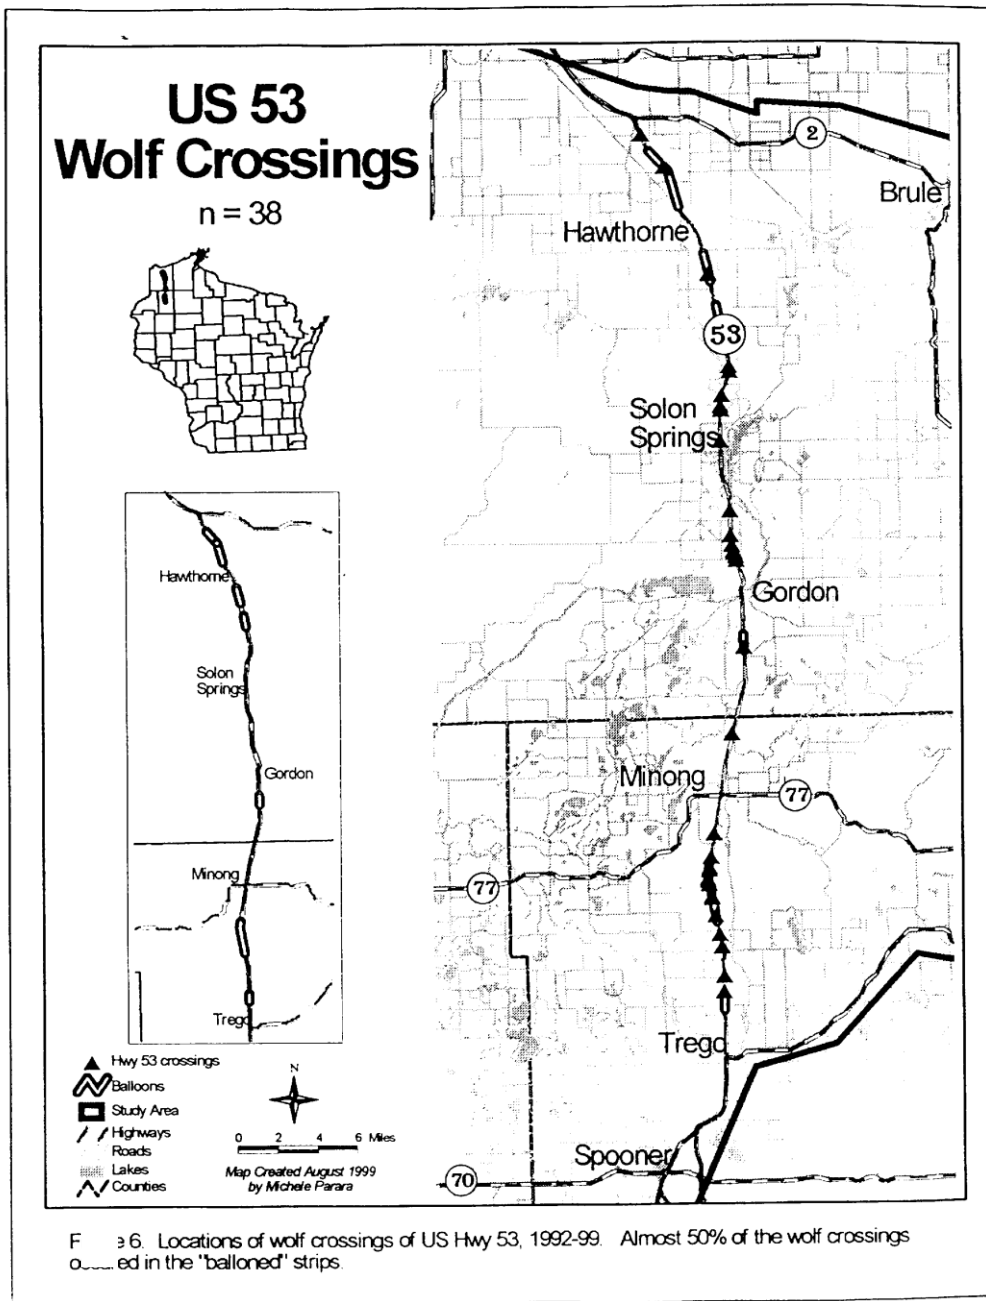 US 53
Wolf Crossings
n = 38
2
Brule
Hawthorne
53
Solon
Springs
Gordon
Minong
77
77
Trego
Spooner
70
Hawthorne
Solon
Springs
Gordon
Minong
Trego
Hwy 53 crossings
Balloons
Study Area
Highways
Roads
Lakes
Counties
N
0 2 4 6 Miles
Map Created August 1999
by Michele Parara
6. Locations of wolf crossings of US Hwy 53, 1992-99. Almost 50% of the wolf crossings
in the "balloned" strips.